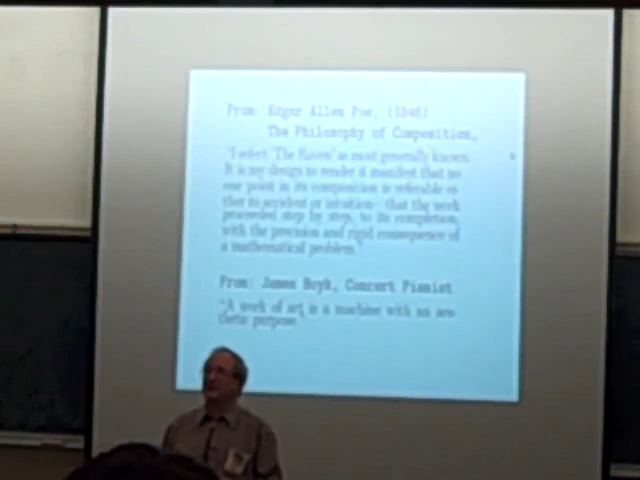 From: Edgar Allen Poe, (1846)
The Philosophy of Composition,
"I select 'The Raven' as most generally known.
It is my design to render it manifest that no
one point in its composition is referable ei-
ther to accident or intuition—that the work
proceeded step by step, to its completion
with the precision and rigid consequence of
a mathematical problem."
From: James Boyk, Concert Pianist
"A work of art is a machine with an aes-
thetic purpose."